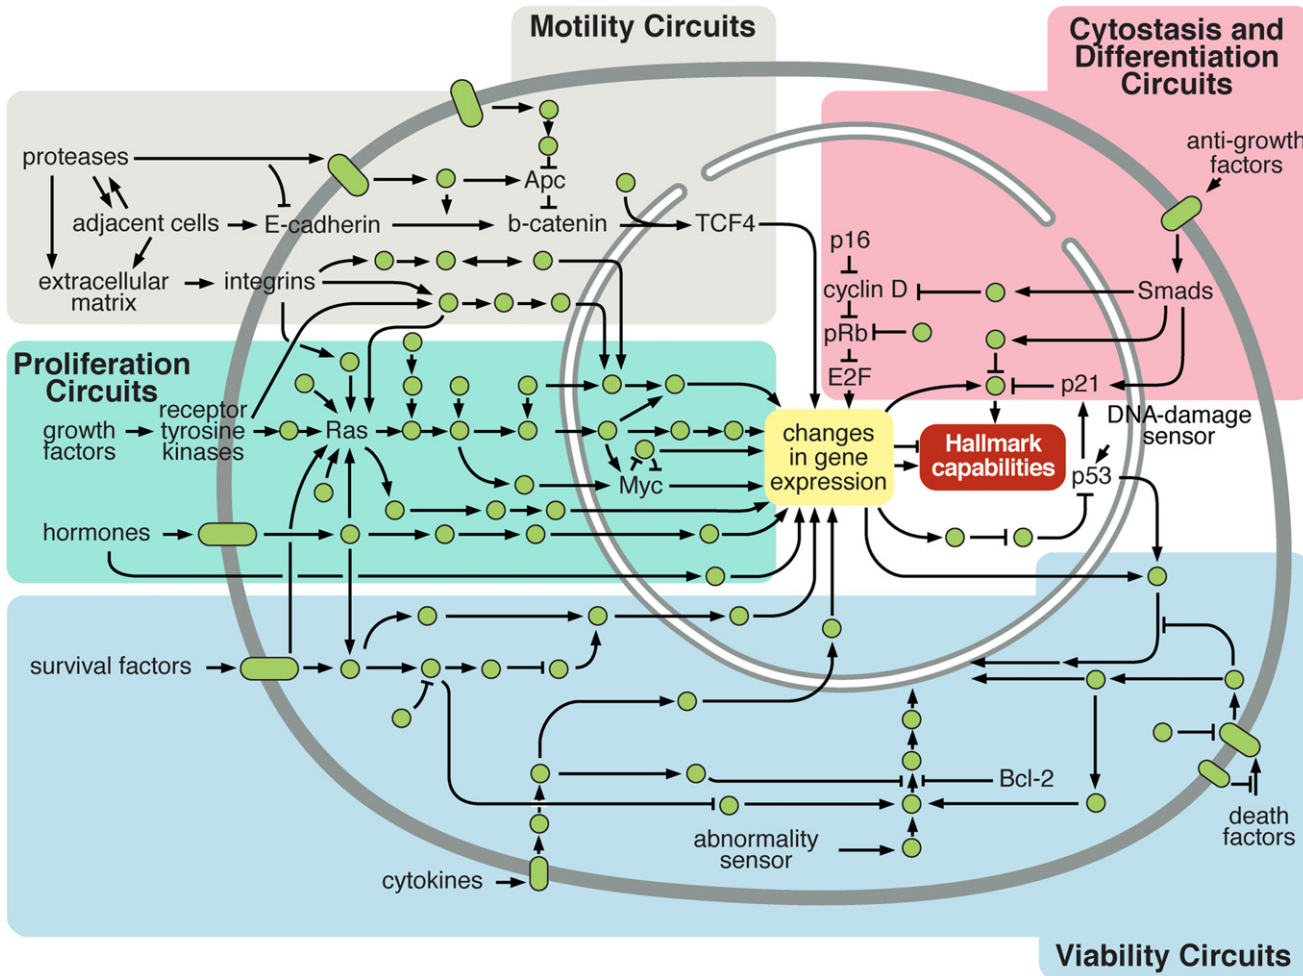 Motility Circuits
Cytostasis and
Differentiation
Circuits
proteases
anti-growth
factors
Apc
adjacent cells
E-cadherin
b-catenin
TCF4
p16
extracellular
matrix
integrins
cyclin D
Smads
pRb
Proliferation
Circuits
E2F
p21
growth
factors
receptor
tyrosine
kinases
Ras
DNA-damage
sensor
changes
in gene
expression
Hallmark
capabilities
Myc
p53
hormones
survival factors
Bcl-2
abnormality
sensor
death
factors
cytokines
Viability Circuits